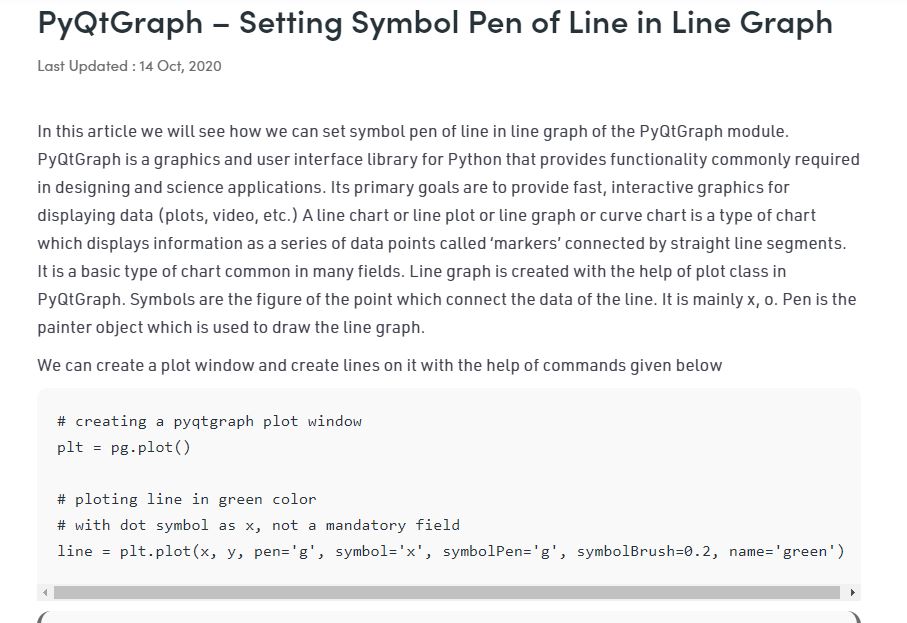 PyQtGraph – Setting Symbol Pen of Line in Line Graph
Last Updated : 14 Oct, 2020
In this article we will see how we can set symbol pen of line in line graph of the PyQtGraph module.
PyQtGraph is a graphics and user interface library for Python that provides functionality commonly required
in designing and science applications. Its primary goals are to provide fast, interactive graphics for
displaying data (plots, video, etc.) A line chart or line plot or line graph or curve chart is a type of chart
which displays information as a series of data points called ‘markers’ connected by straight line segments.
It is a basic type of chart common in many fields. Line graph is created with the help of plot class in
PyQtGraph. Symbols are the figure of the point which connect the data of the line. It is mainly x, o. Pen is the
painter object which is used to draw the line graph.
We can create a plot window and create lines on it with the help of commands given below
# creating a pyqtgraph plot window
plt = pg.plot()
# ploting line in green color
# with dot symbol as x, not a mandatory field
line = plt.plot(x, y, pen='g', symbol='x', symbolPen='g', symbolBrush=0.2, name='green')